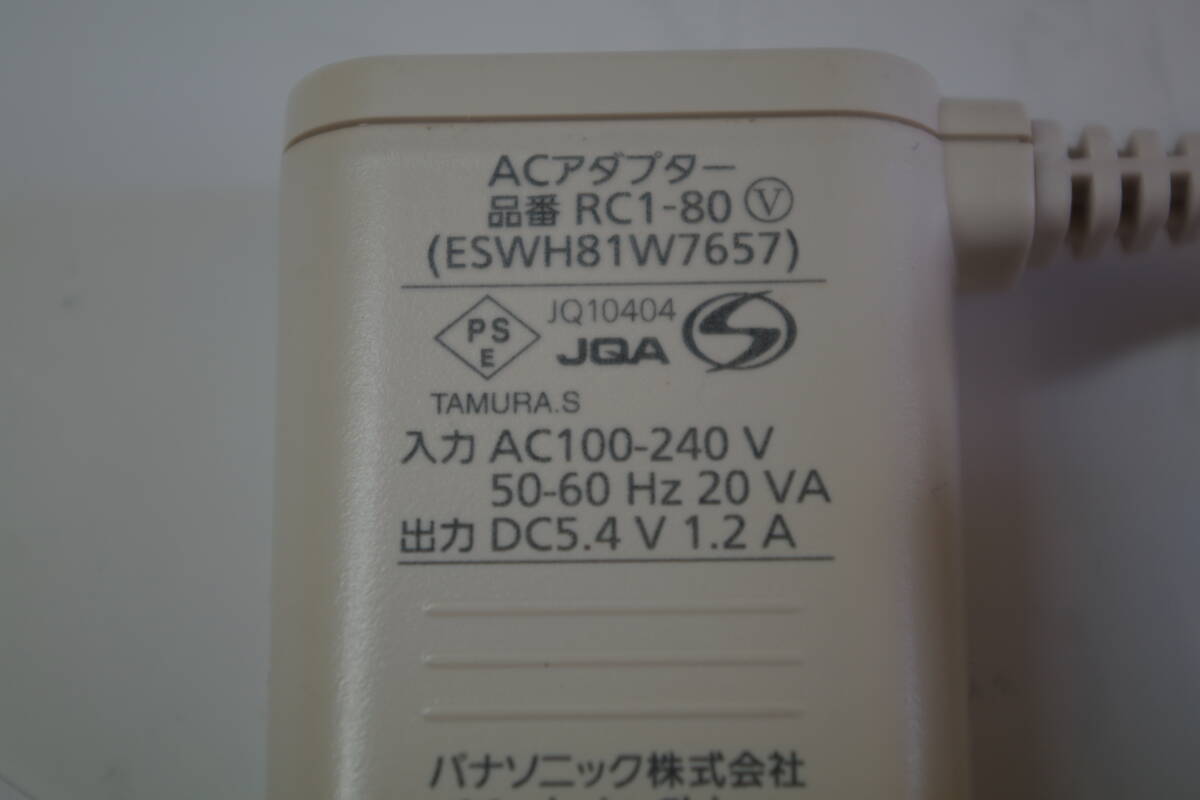 ACアダプター
品番 RC1-80 Ⓥ
(ESWH81W7657)
PS
E
JQ10404
JQA
TAMURA.S
入力 AC100-240 V
50-60 Hz 20 VA
出力 DC5.4 V 1.2 A
パナソニック株式会社